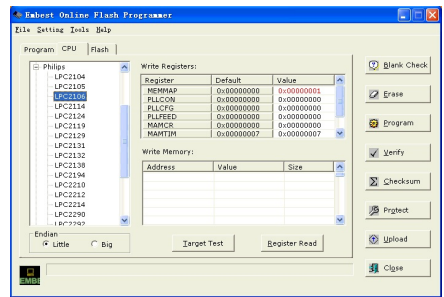 Embest Online Flash Programmer
File Setting Tools Help
Program CPU Flash
Philips
LPC2104
LPC2105
LPC2106
LPC2114
LPC2124
LPC2119
LPC2129
LPC2131
LPC2132
LPC2138
LPC2194
LPC2210
LPC2212
LPC2214
LPC2290
LPC2292
Endian
Little Big
Write Registers:
Register Default Value
MEMMAP 0x00000000 0x00000001
PLLCON 0x00000000 0x00000000
PLLCFG 0x00000000 0x00000000
PLLFEED 0x00000000 0x00000000
MAMCR 0x00000000 0x00000000
MAMTIM 0x00000007 0x00000007
Write Memory:
Address Value Size
Target Test Register Read
Blank Check
Erase
Program
Verify
Checksum
Protect
Upload
Close
EMBE